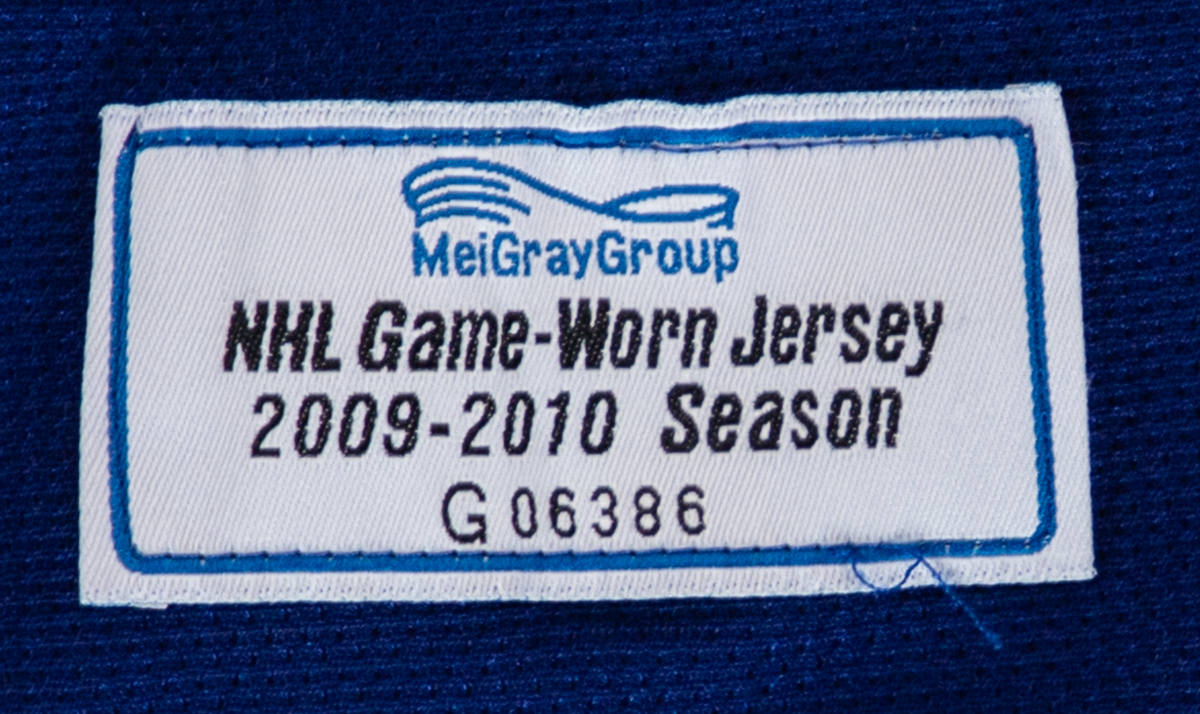 MeiGrayGroup
NHL Game-Worn Jersey
2009-2010 Season
G 06386